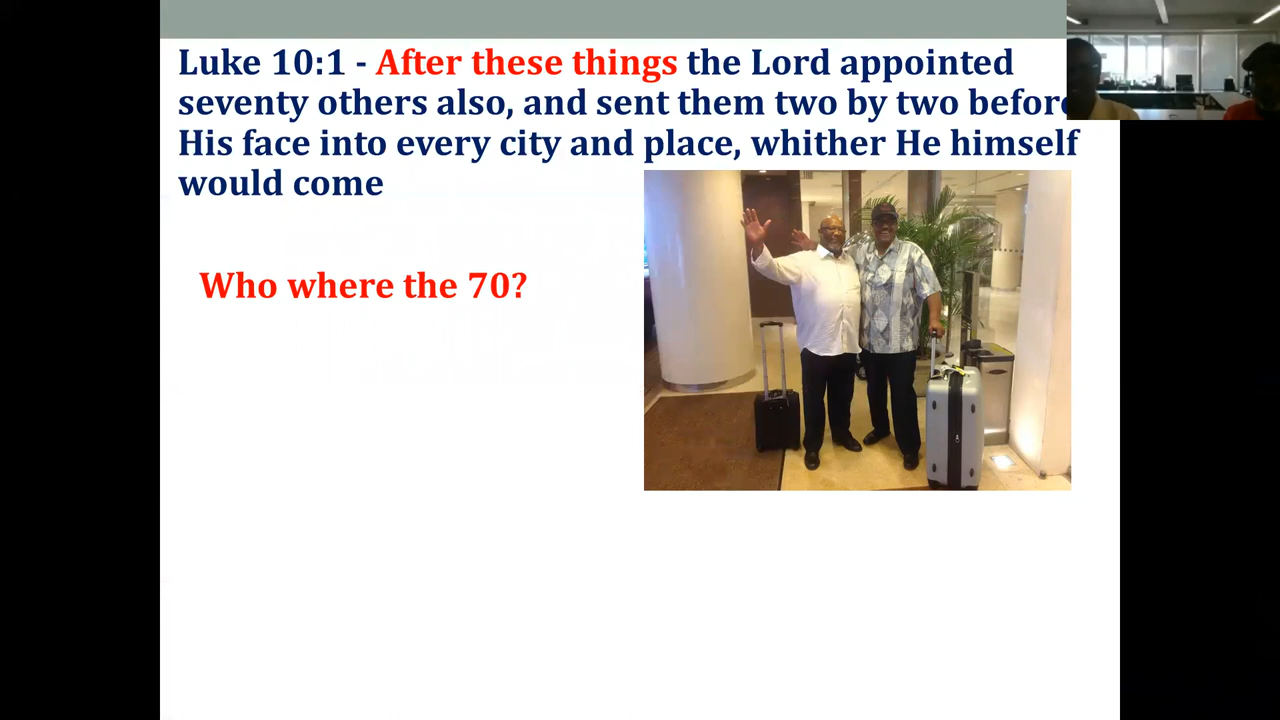 Luke 10:1 - After these things the Lord appointed
seventy others also, and sent them two by two before
His face into every city and place, whither He himself
would come
Who where the 70?